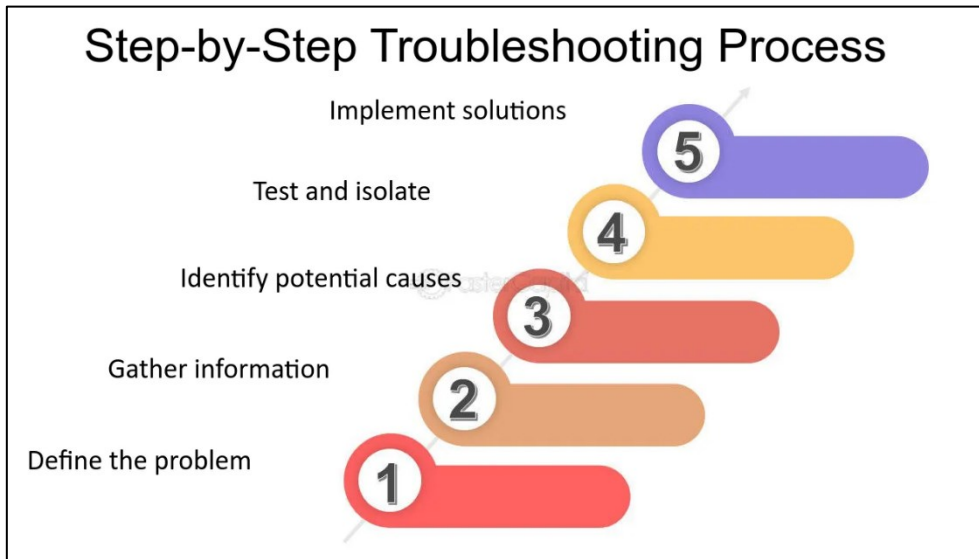 Step-by-Step Troubleshooting Process
Implement solutions
5
Test and isolate
4
Identify potential causes
FasterCapital
3
Gather information
2
Define the problem
1